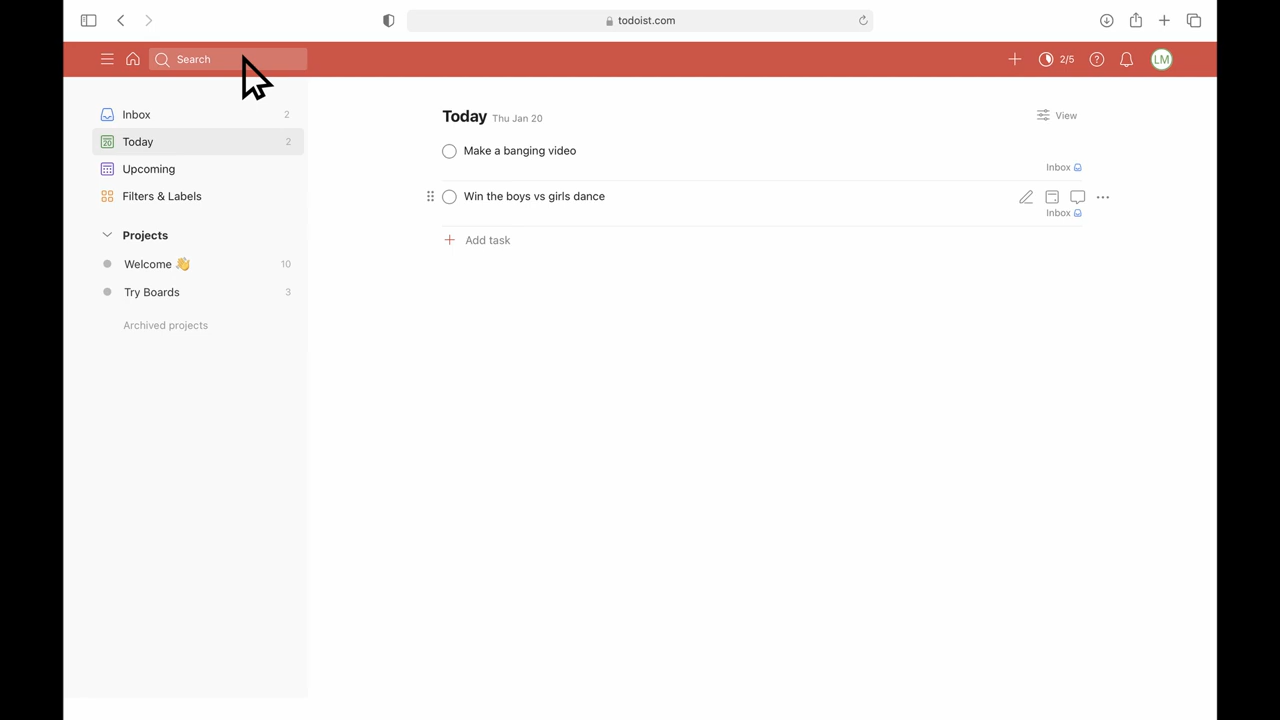 todoist.com
Search
2/5
LM
Inbox 2
Today 2
Upcoming
Filters & Labels
Projects
Welcome 👋 10
Try Boards 3
Archived projects
Today Thu Jan 20
View
Make a banging video
Inbox
Win the boys vs girls dance
Inbox
Add task